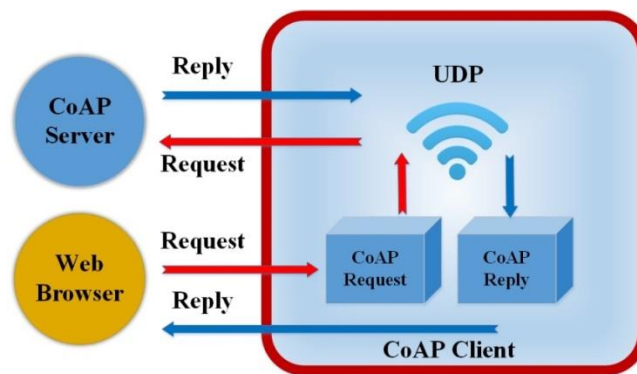 Reply
CoAP
Server
Request
UDP
Request
Web
Browser
Reply
CoAP
Request
CoAP
Reply
CoAP Client